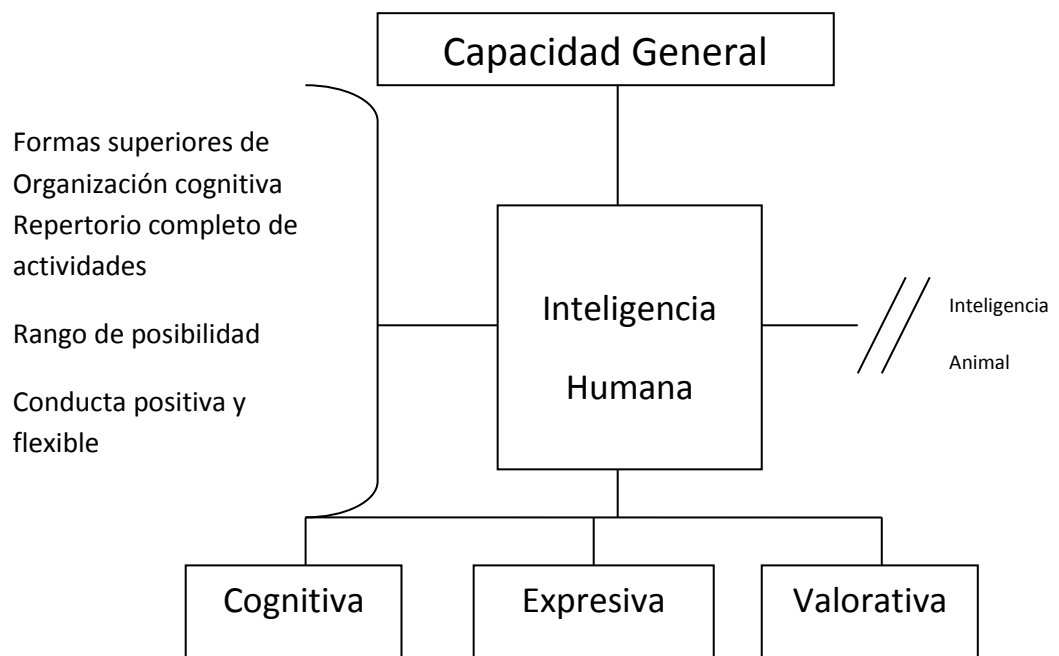 Capacidad General
Formas superiores de
Organización cognitiva
Repertorio completo de
actividades
Rango de posibilidad
Conducta positiva y
flexible
Inteligencia
Humana
Inteligencia
Animal
Cognitiva
Expresiva
Valorativa